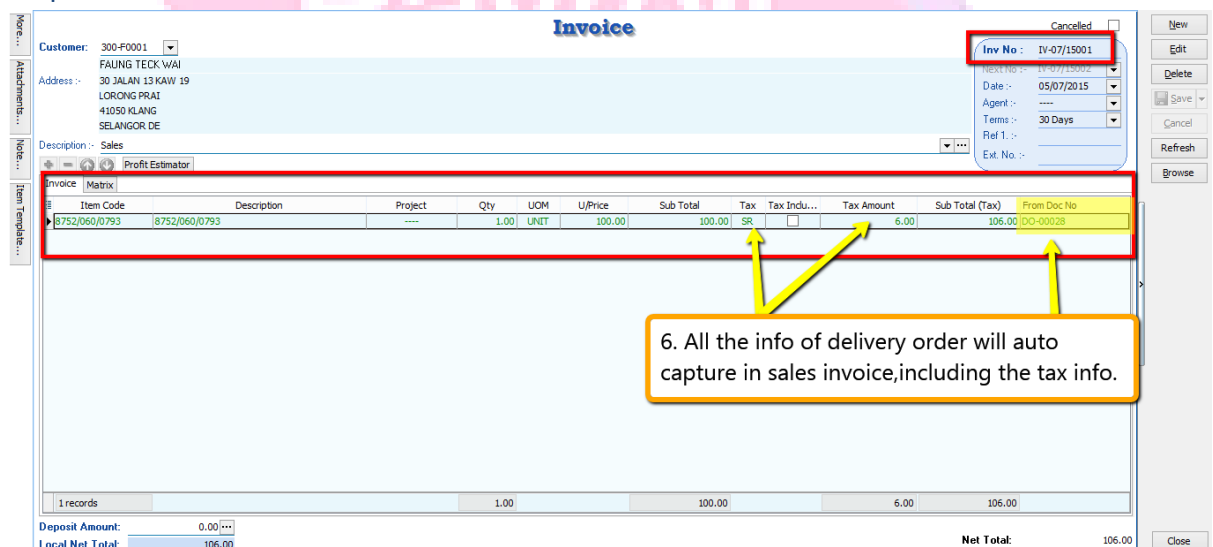 Invoice
Cancelled
New
Edit
Delete
Save
Cancel
Refresh
Browse
More...
Attachments...
Note...
Item Template...
Customer: 300-F0001
FAUNG TECK WAI
Address :- 30 JALAN 13 KAW 19
LORONG PRAI
41050 KLANG
SELANGOR DE
Inv No : IV-07/15001
Next No :- IV-07/15002
Date :- 05/07/2015
Agent :- ----
Terms :- 30 Days
Ref 1. :-
Ext. No. :-
Description :- Sales
Profit Estimator
Invoice Matrix
Item Code Description Project Qty UOM U/Price Sub Total Tax Tax Inclu... Tax Amount Sub Total (Tax) From Doc No
8752/060/0793 8752/060/0793 ---- 1.00 UNIT 100.00 100.00 SR 6.00 106.00 DO-00028
6. All the info of delivery order will auto
capture in sales invoice,including the tax info.
1 records 1.00 100.00 6.00 106.00
Deposit Amount: 0.00 ...
Local Net Total: 106.00
Net Total: 106.00
Close